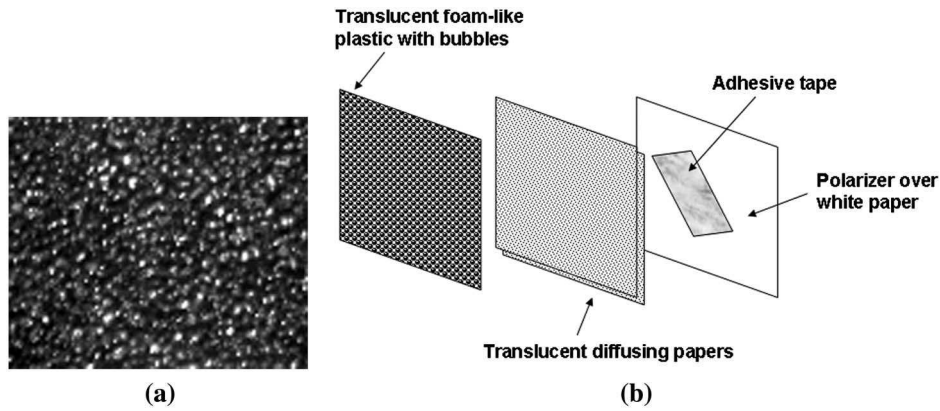 Translucent foam-like
plastic with bubbles
Adhesive tape
Polarizer over
white paper
Translucent diffusing papers
(a)
(b)